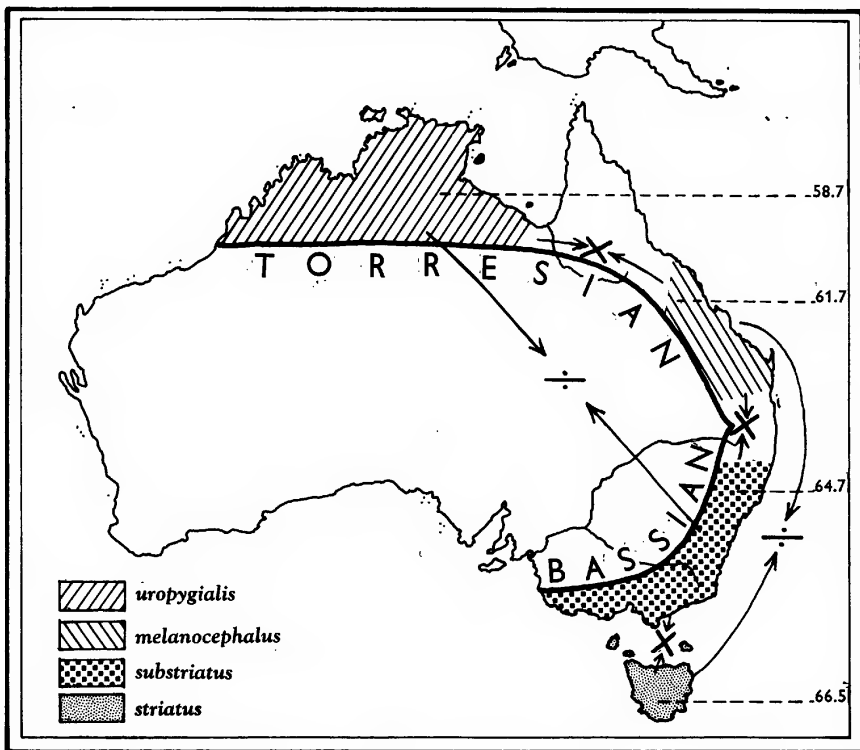 58.7
TORRESIAN
61.7
BASSIAN
64.7
uropygialis
melanocephalus
substriatus
striatus
66.5